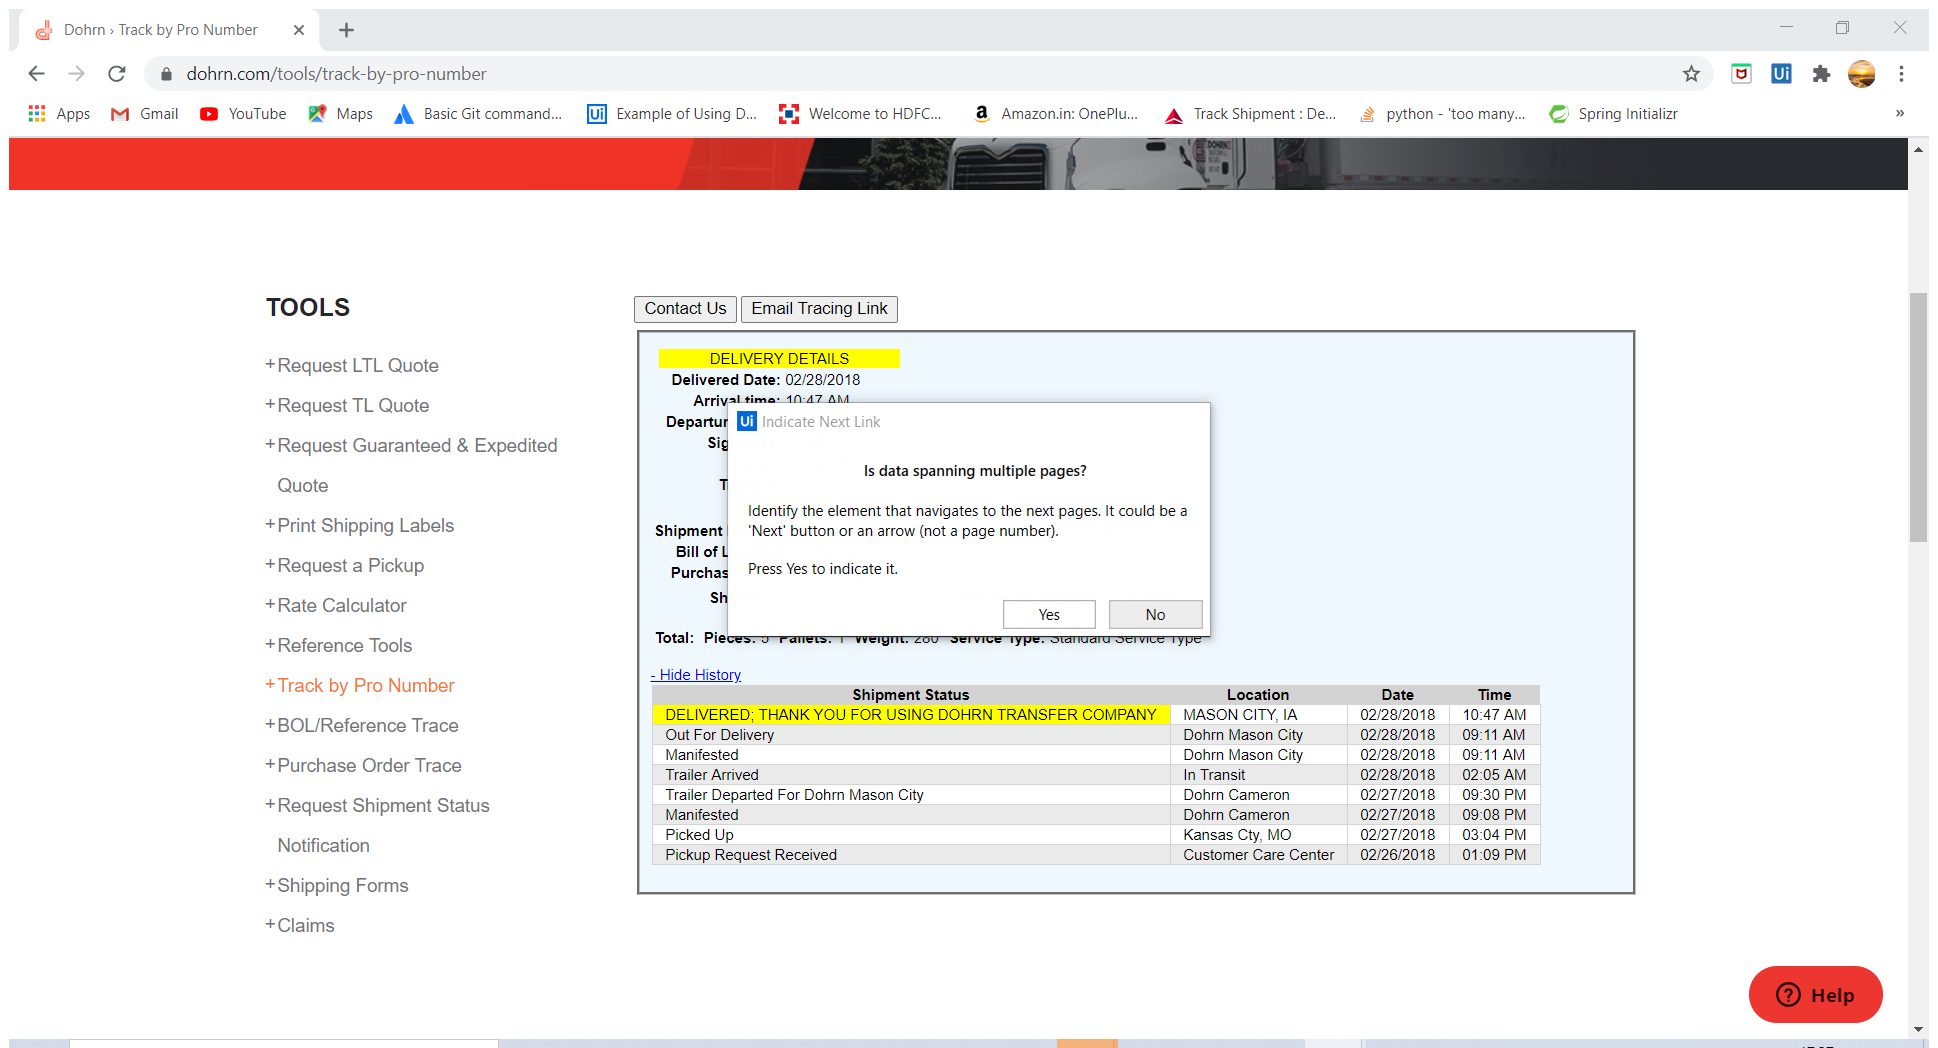 Dohrn › Track by Pro Number
dohrn.com/tools/track-by-pro-number
Apps Gmail YouTube Maps Basic Git command... Example of Using D... Welcome to HDFC... Amazon.in: OnePlu... Track Shipment : De... python - 'too many... Spring Initializr »
DOHRN
TOOLS
+Request LTL Quote
+Request TL Quote
+Request Guaranteed & Expedited
Quote
+Print Shipping Labels
+Request a Pickup
+Rate Calculator
+Reference Tools
+Track by Pro Number
+BOL/Reference Trace
+Purchase Order Trace
+Request Shipment Status
Notification
+Shipping Forms
+Claims
Contact Us Email Tracing Link
DELIVERY DETAILS
Delivered Date: 02/28/2018
Arrival time: 10:47 AM
Departur
Sig
T
Shipment
Bill of L
Purchas
Sh
Ui Indicate Next Link
Is data spanning multiple pages?
Identify the element that navigates to the next pages. It could be a
'Next' button or an arrow (not a page number).
Press Yes to indicate it.
Yes No
Total: Pieces: 5 Pallets: 1 Weight: 280 Service Type: Standard Service Type
- Hide History
Shipment Status Location Date Time
DELIVERED; THANK YOU FOR USING DOHRN TRANSFER COMPANY MASON CITY, IA 02/28/2018 10:47 AM
Out For Delivery Dohrn Mason City 02/28/2018 09:11 AM
Manifested Dohrn Mason City 02/28/2018 09:11 AM
Trailer Arrived In Transit 02/28/2018 02:05 AM
Trailer Departed For Dohrn Mason City Dohrn Cameron 02/27/2018 09:30 PM
Manifested Dohrn Cameron 02/27/2018 09:08 PM
Picked Up Kansas Cty, MO 02/27/2018 03:04 PM
Pickup Request Received Customer Care Center 02/26/2018 01:09 PM
Help